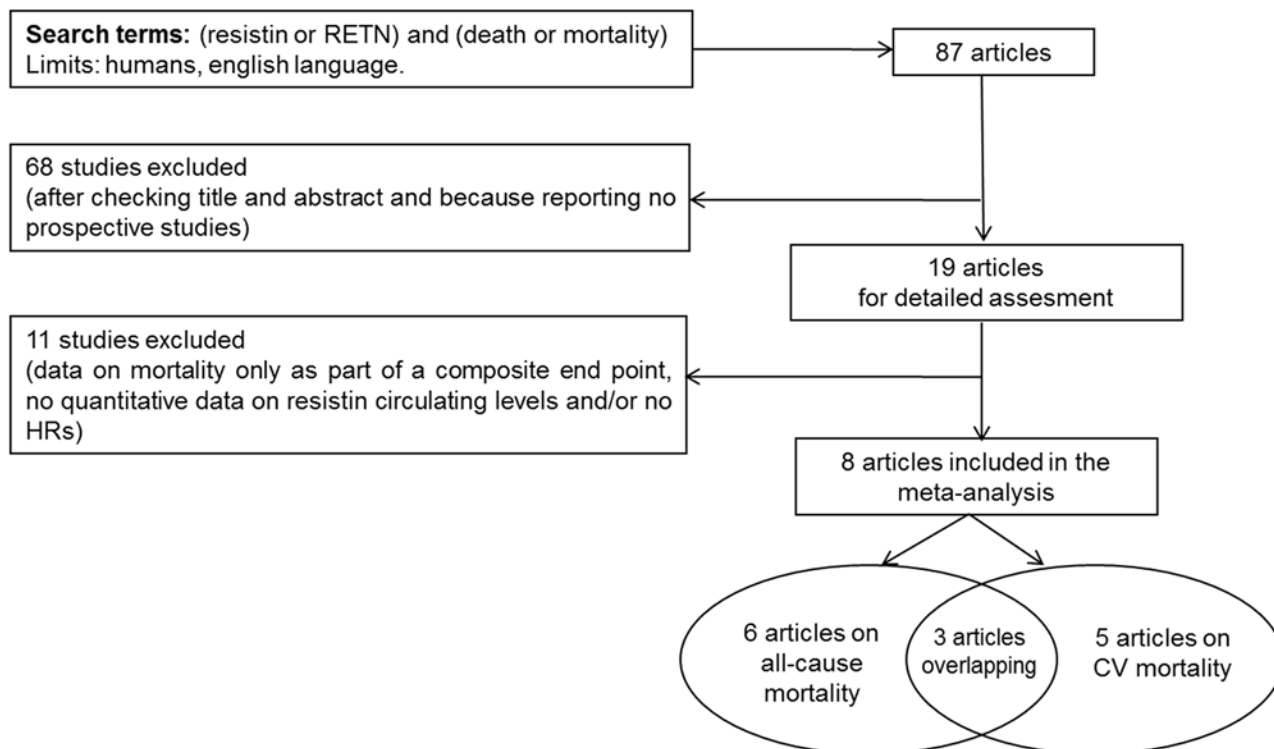 Search terms: (resistin or RETN) and (death or mortality)
Limits: humans, english language.
87 articles
68 studies excluded
(after checking title and abstract and because reporting no
prospective studies)
19 articles
for detailed assesment
11 studies excluded
(data on mortality only as part of a composite end point,
no quantitative data on resistin circulating levels and/or no
HRs)
8 articles included in the
meta-analysis
6 articles on
all-cause
mortality
3 articles
overlapping
5 articles on
CV mortality